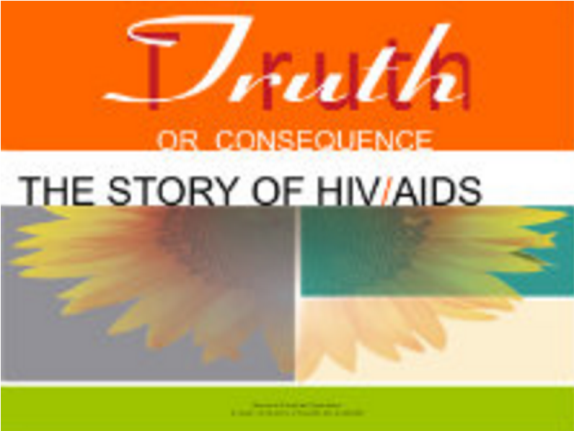 Truth
OR CONSEQUENCE
THE STORY OF HIV/AIDS